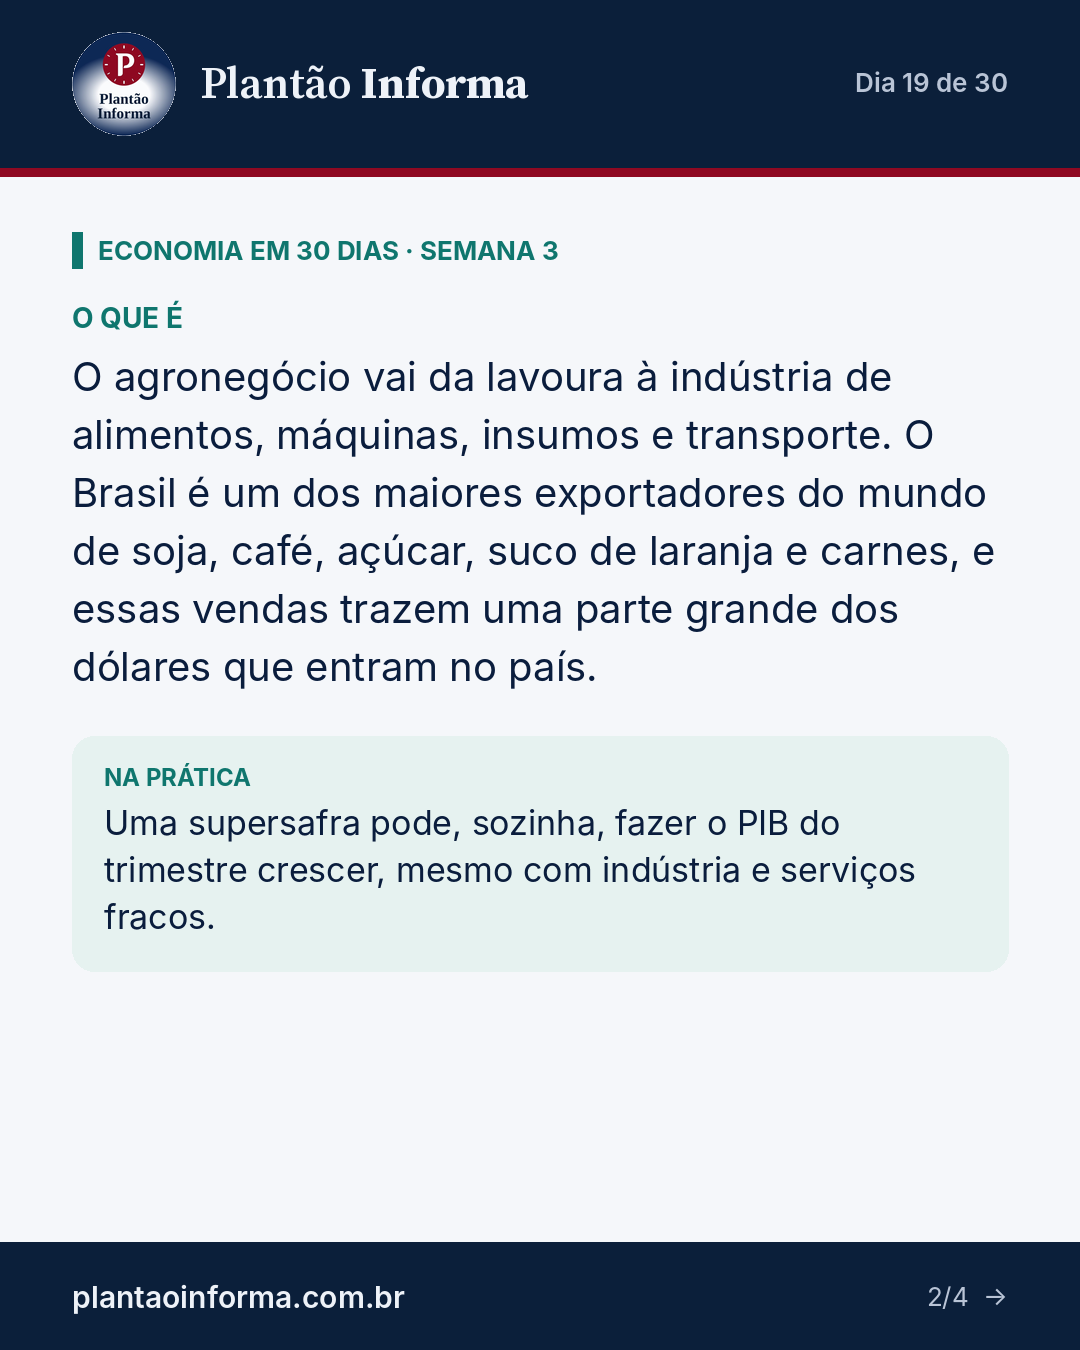 P
Plantão
Informa
Plantão Informa
Dia 19 de 30
ECONOMIA EM 30 DIAS · SEMANA 3
O QUE É
O agronegócio vai da lavoura à indústria de
alimentos, máquinas, insumos e transporte. O
Brasil é um dos maiores exportadores do mundo
de soja, café, açúcar, suco de laranja e carnes, e
essas vendas trazem uma parte grande dos
dólares que entram no país.
NA PRÁTICA
Uma supersafra pode, sozinha, fazer o PIB do
trimestre crescer, mesmo com indústria e serviços
fracos.
plantaoinforma.com.br
2/4 →